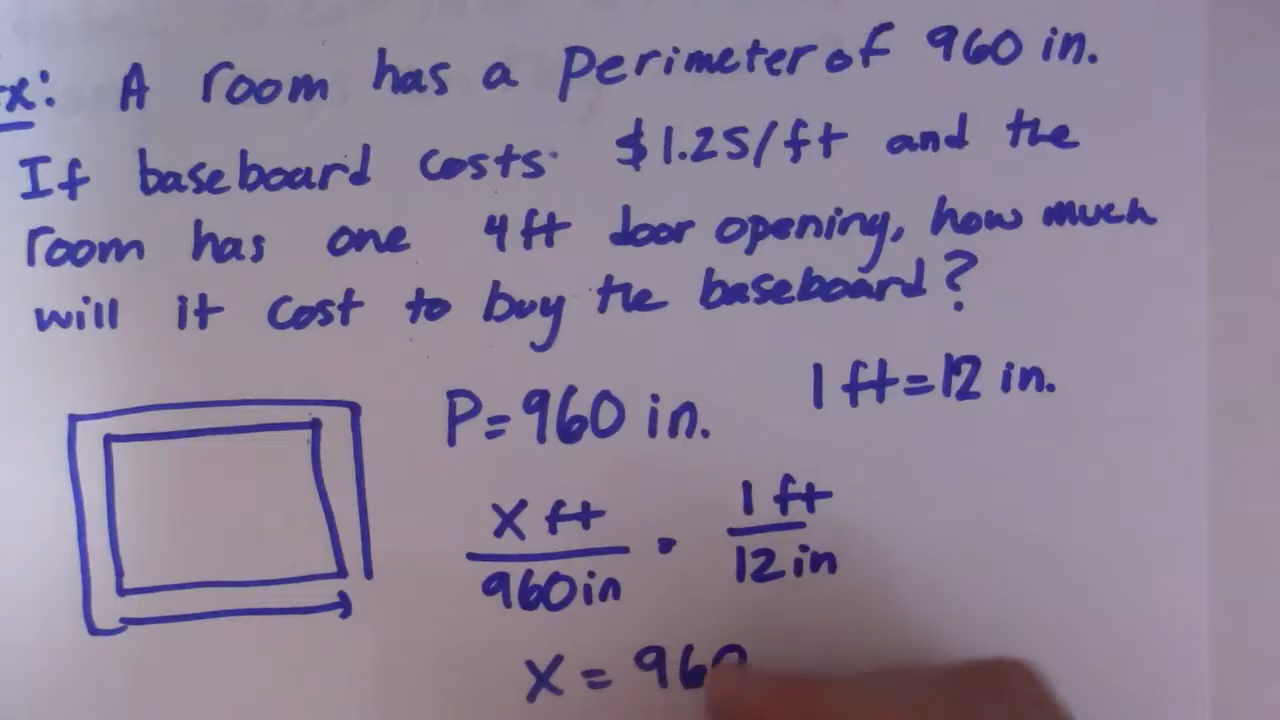 x: A room has a perimeter of 960 in.
If baseboard costs $1.25/ft and the
room has one 4ft door opening, how much
will it cost to buy the baseboard?
P=960 in. 1 ft=12 in.
x ft · 1 ft
960in 12in
x = 960